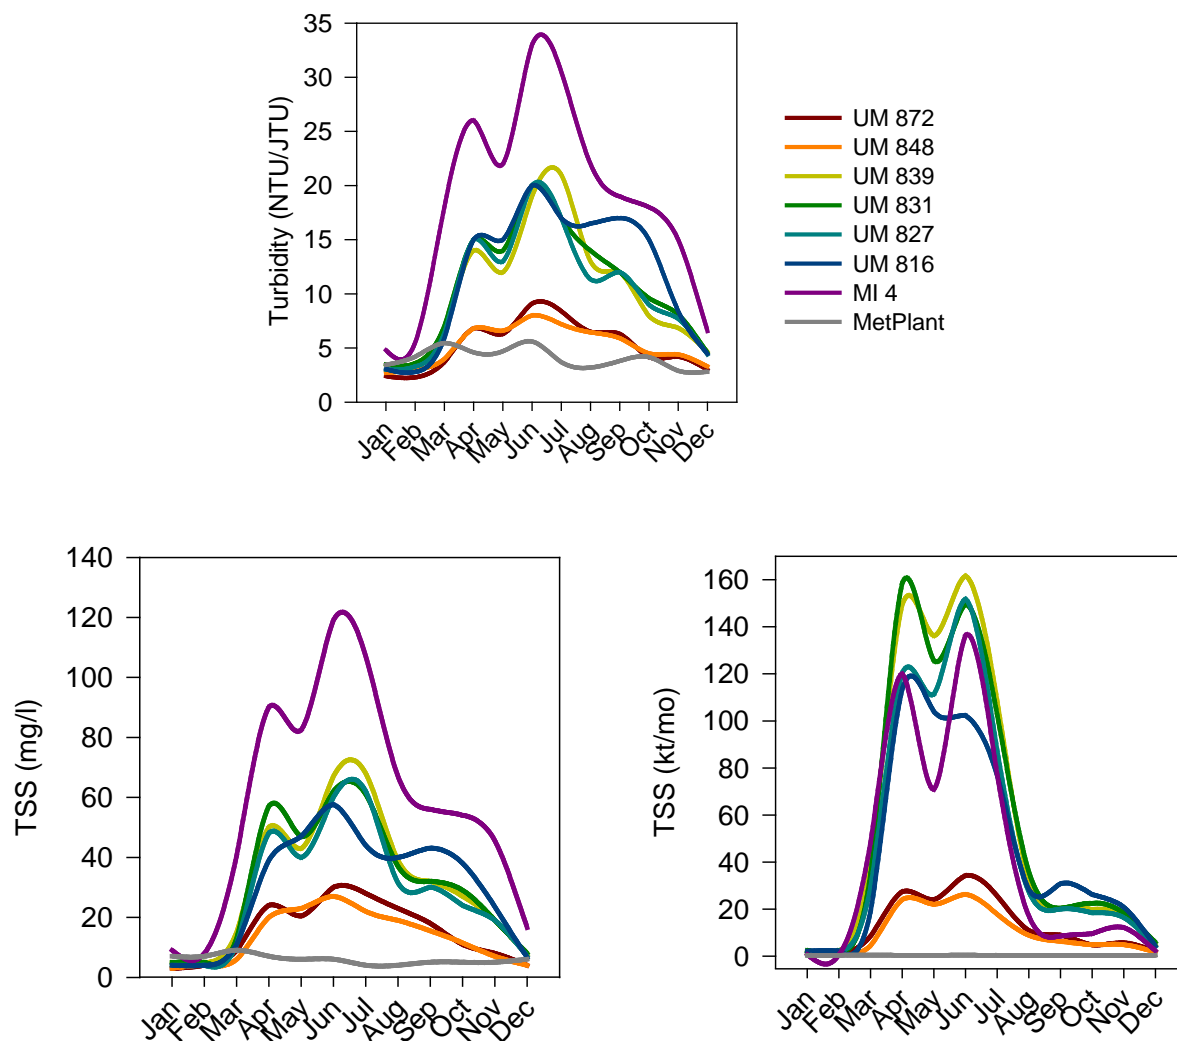 Turbidity (NTU/JTU)
35
30
25
20
15
10
5
0
Jan
Feb
Mar
Apr
May
Jun
Jul
Aug
Sep
Oct
Nov
Dec
UM 872
UM 848
UM 839
UM 831
UM 827
UM 816
MI 4
MetPlant
TSS (mg/l)
140
120
100
80
60
40
20
0
Jan
Feb
Mar
Apr
May
Jun
Jul
Aug
Sep
Oct
Nov
Dec
TSS (kt/mo)
160
140
120
100
80
60
40
20
0
Jan
Feb
Mar
Apr
May
Jun
Jul
Aug
Sep
Oct
Nov
Dec